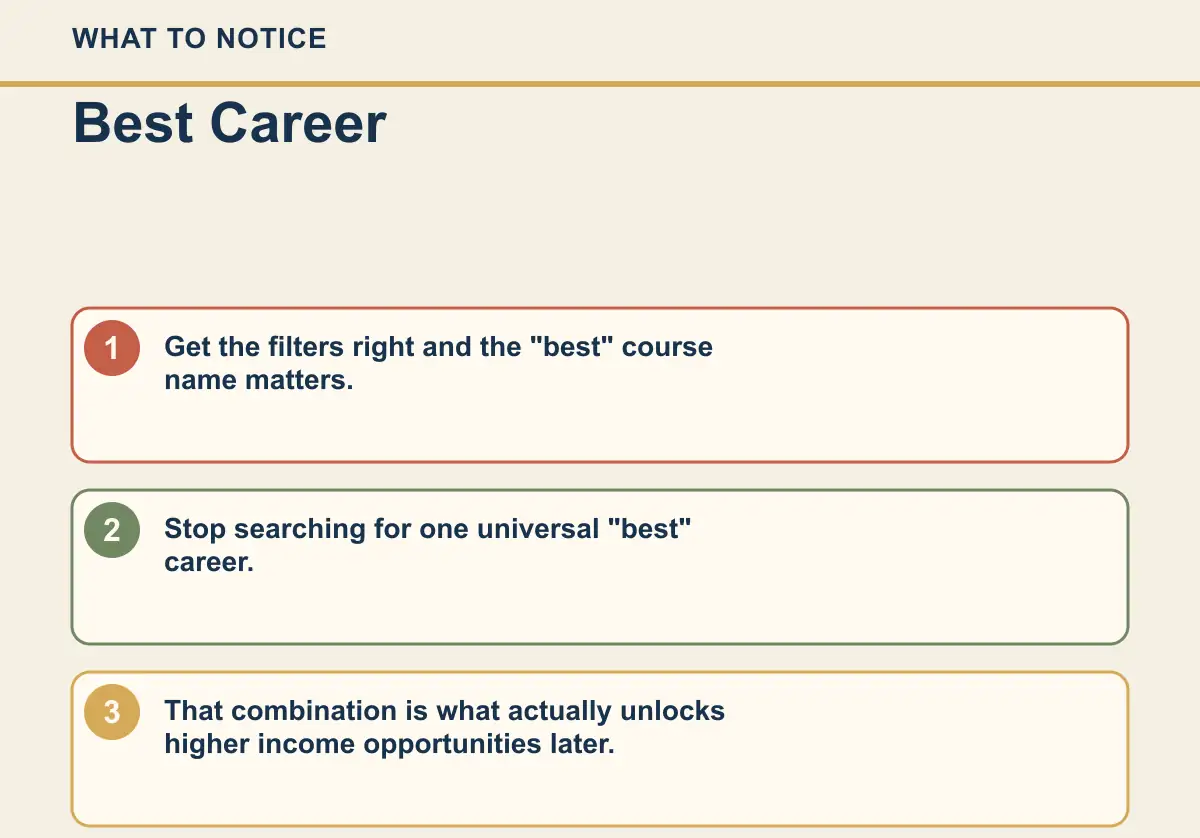 WHAT TO NOTICE
Best Career
1
Get the filters right and the "best" course
name matters.
2
Stop searching for one universal "best"
career.
3
That combination is what actually unlocks
higher income opportunities later.